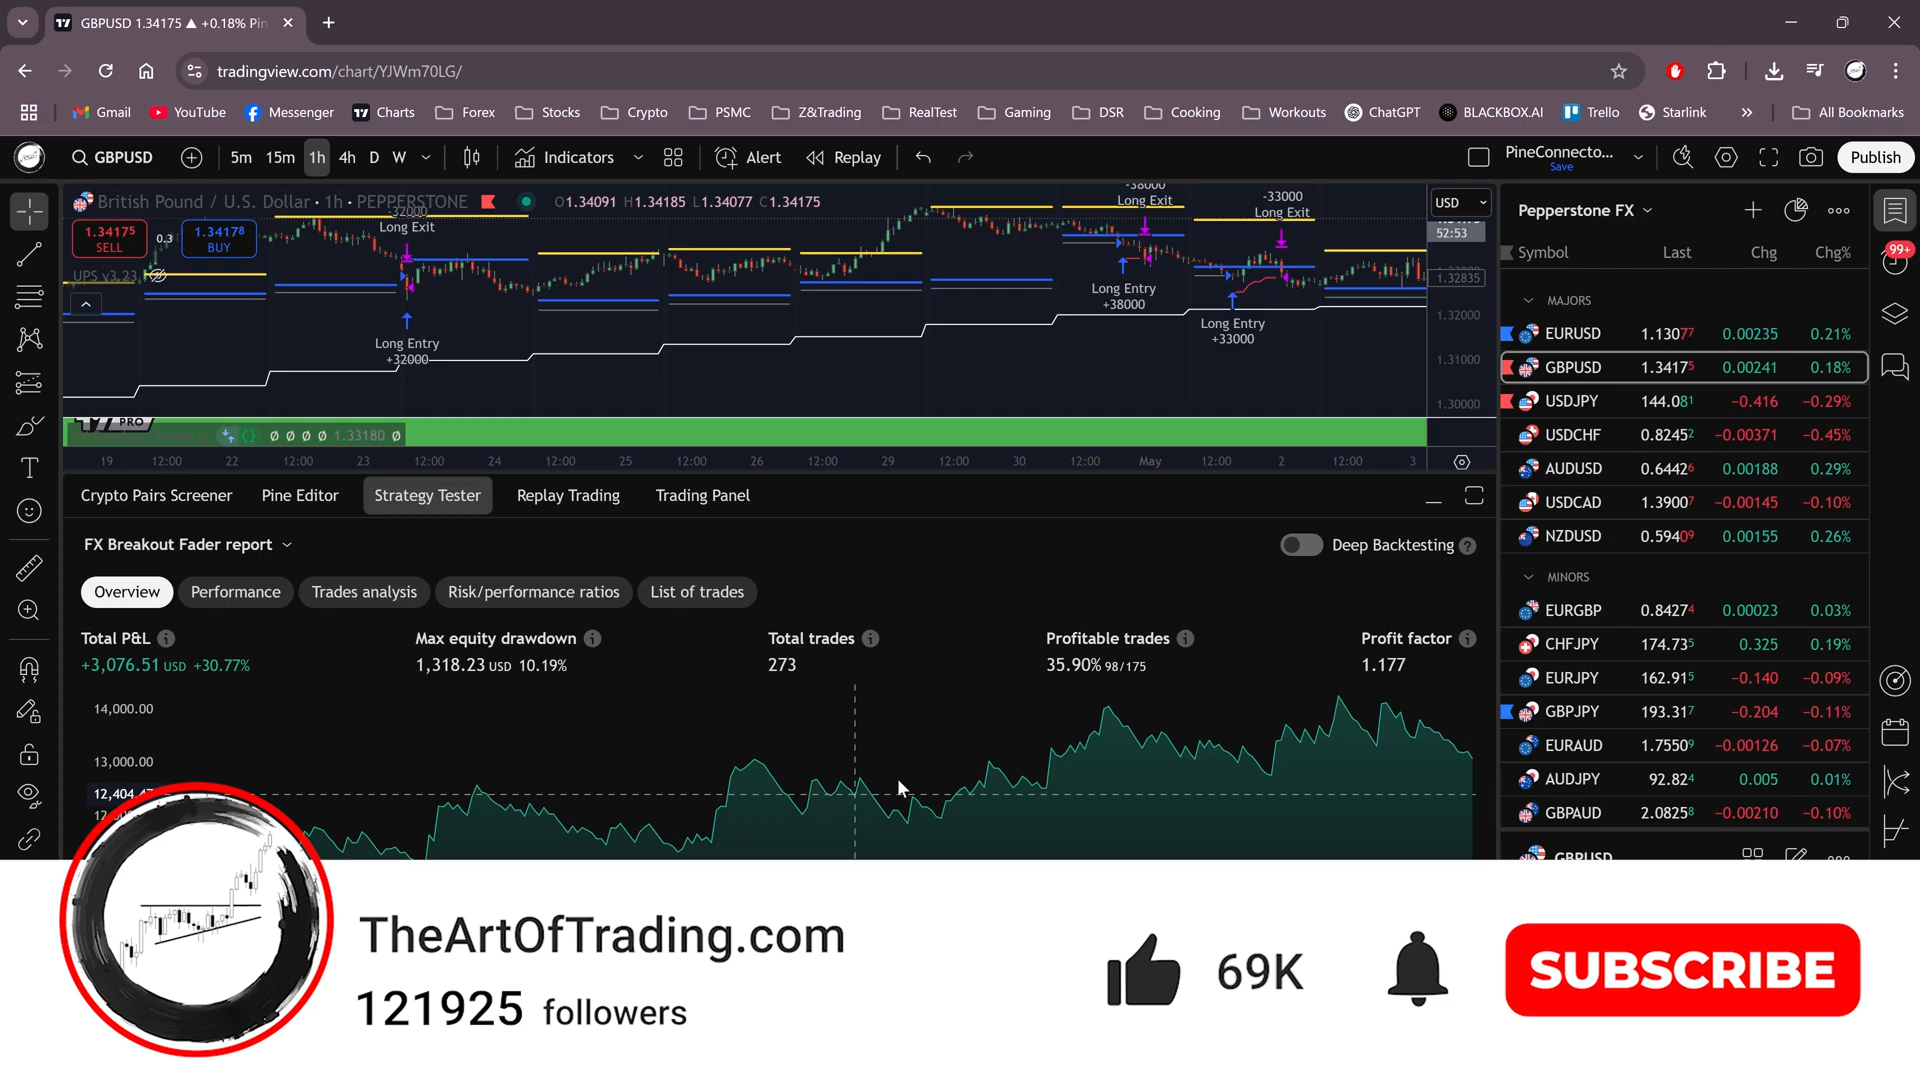 GBPUSD 1.34175 ▲ +0.18% Pin
tradingview.com/chart/YJWm70LG/
Gmail YouTube Messenger Charts Forex Stocks Crypto PSMC Z&Trading RealTest Gaming DSR Cooking Workouts ChatGPT BLACKBOX.AI Trello Starlink » All Bookmarks
GBPUSD 5m 15m 1h 4h D W Indicators Alert Replay PineConnecto... Save Publish
British Pound / U.S. Dollar · 1h · PEPPERSTONE O1.34091 H1.34185 L1.34077 C1.34175
1.34175 SELL 0.3 1.34178 BUY
UPS v3.23
-32000
Long Exit
Long Entry
+32000
-38000
Long Exit
Long Entry
+38000
-33000
Long Exit
Long Entry
+33000
USD
52:53
1.32835
1.32000
1.31000
1.30000
PRO
Ø Ø Ø Ø 1.33180 Ø
19 12:00 22 12:00 23 12:00 24 12:00 25 12:00 26 12:00 29 12:00 30 12:00 May 12:00 2 12:00 3
Crypto Pairs Screener Pine Editor Strategy Tester Replay Trading Trading Panel
FX Breakout Fader report Deep Backtesting
Overview Performance Trades analysis Risk/performance ratios List of trades
Total P&L Max equity drawdown Total trades Profitable trades Profit factor
+3,076.51 USD +30.77% 1,318.23 USD 10.19% 273 35.90% 98/175 1.177
14,000.00
13,000.00
Pepperstone FX
99+
Symbol Last Chg Chg%
MAJORS
EURUSD 1.13077 0.00235 0.21%
GBPUSD 1.34175 0.00241 0.18%
USDJPY 144.081 −0.416 −0.29%
USDCHF 0.82452 −0.00371 −0.45%
AUDUSD 0.64426 0.00188 0.29%
USDCAD 1.39007 −0.00145 −0.10%
NZDUSD 0.59409 0.00155 0.26%
MINORS
EURGBP 0.84274 0.00023 0.03%
CHFJPY 174.735 0.325 0.19%
EURJPY 162.915 −0.140 −0.09%
GBPJPY 193.317 −0.204 −0.11%
EURAUD 1.75509 −0.00126 −0.07%
AUDJPY 92.824 0.005 0.01%
GBPAUD 2.08258 −0.00210 −0.10%
GBPUSD
TheArtOfTrading.com
121925 followers
69K
SUBSCRIBE